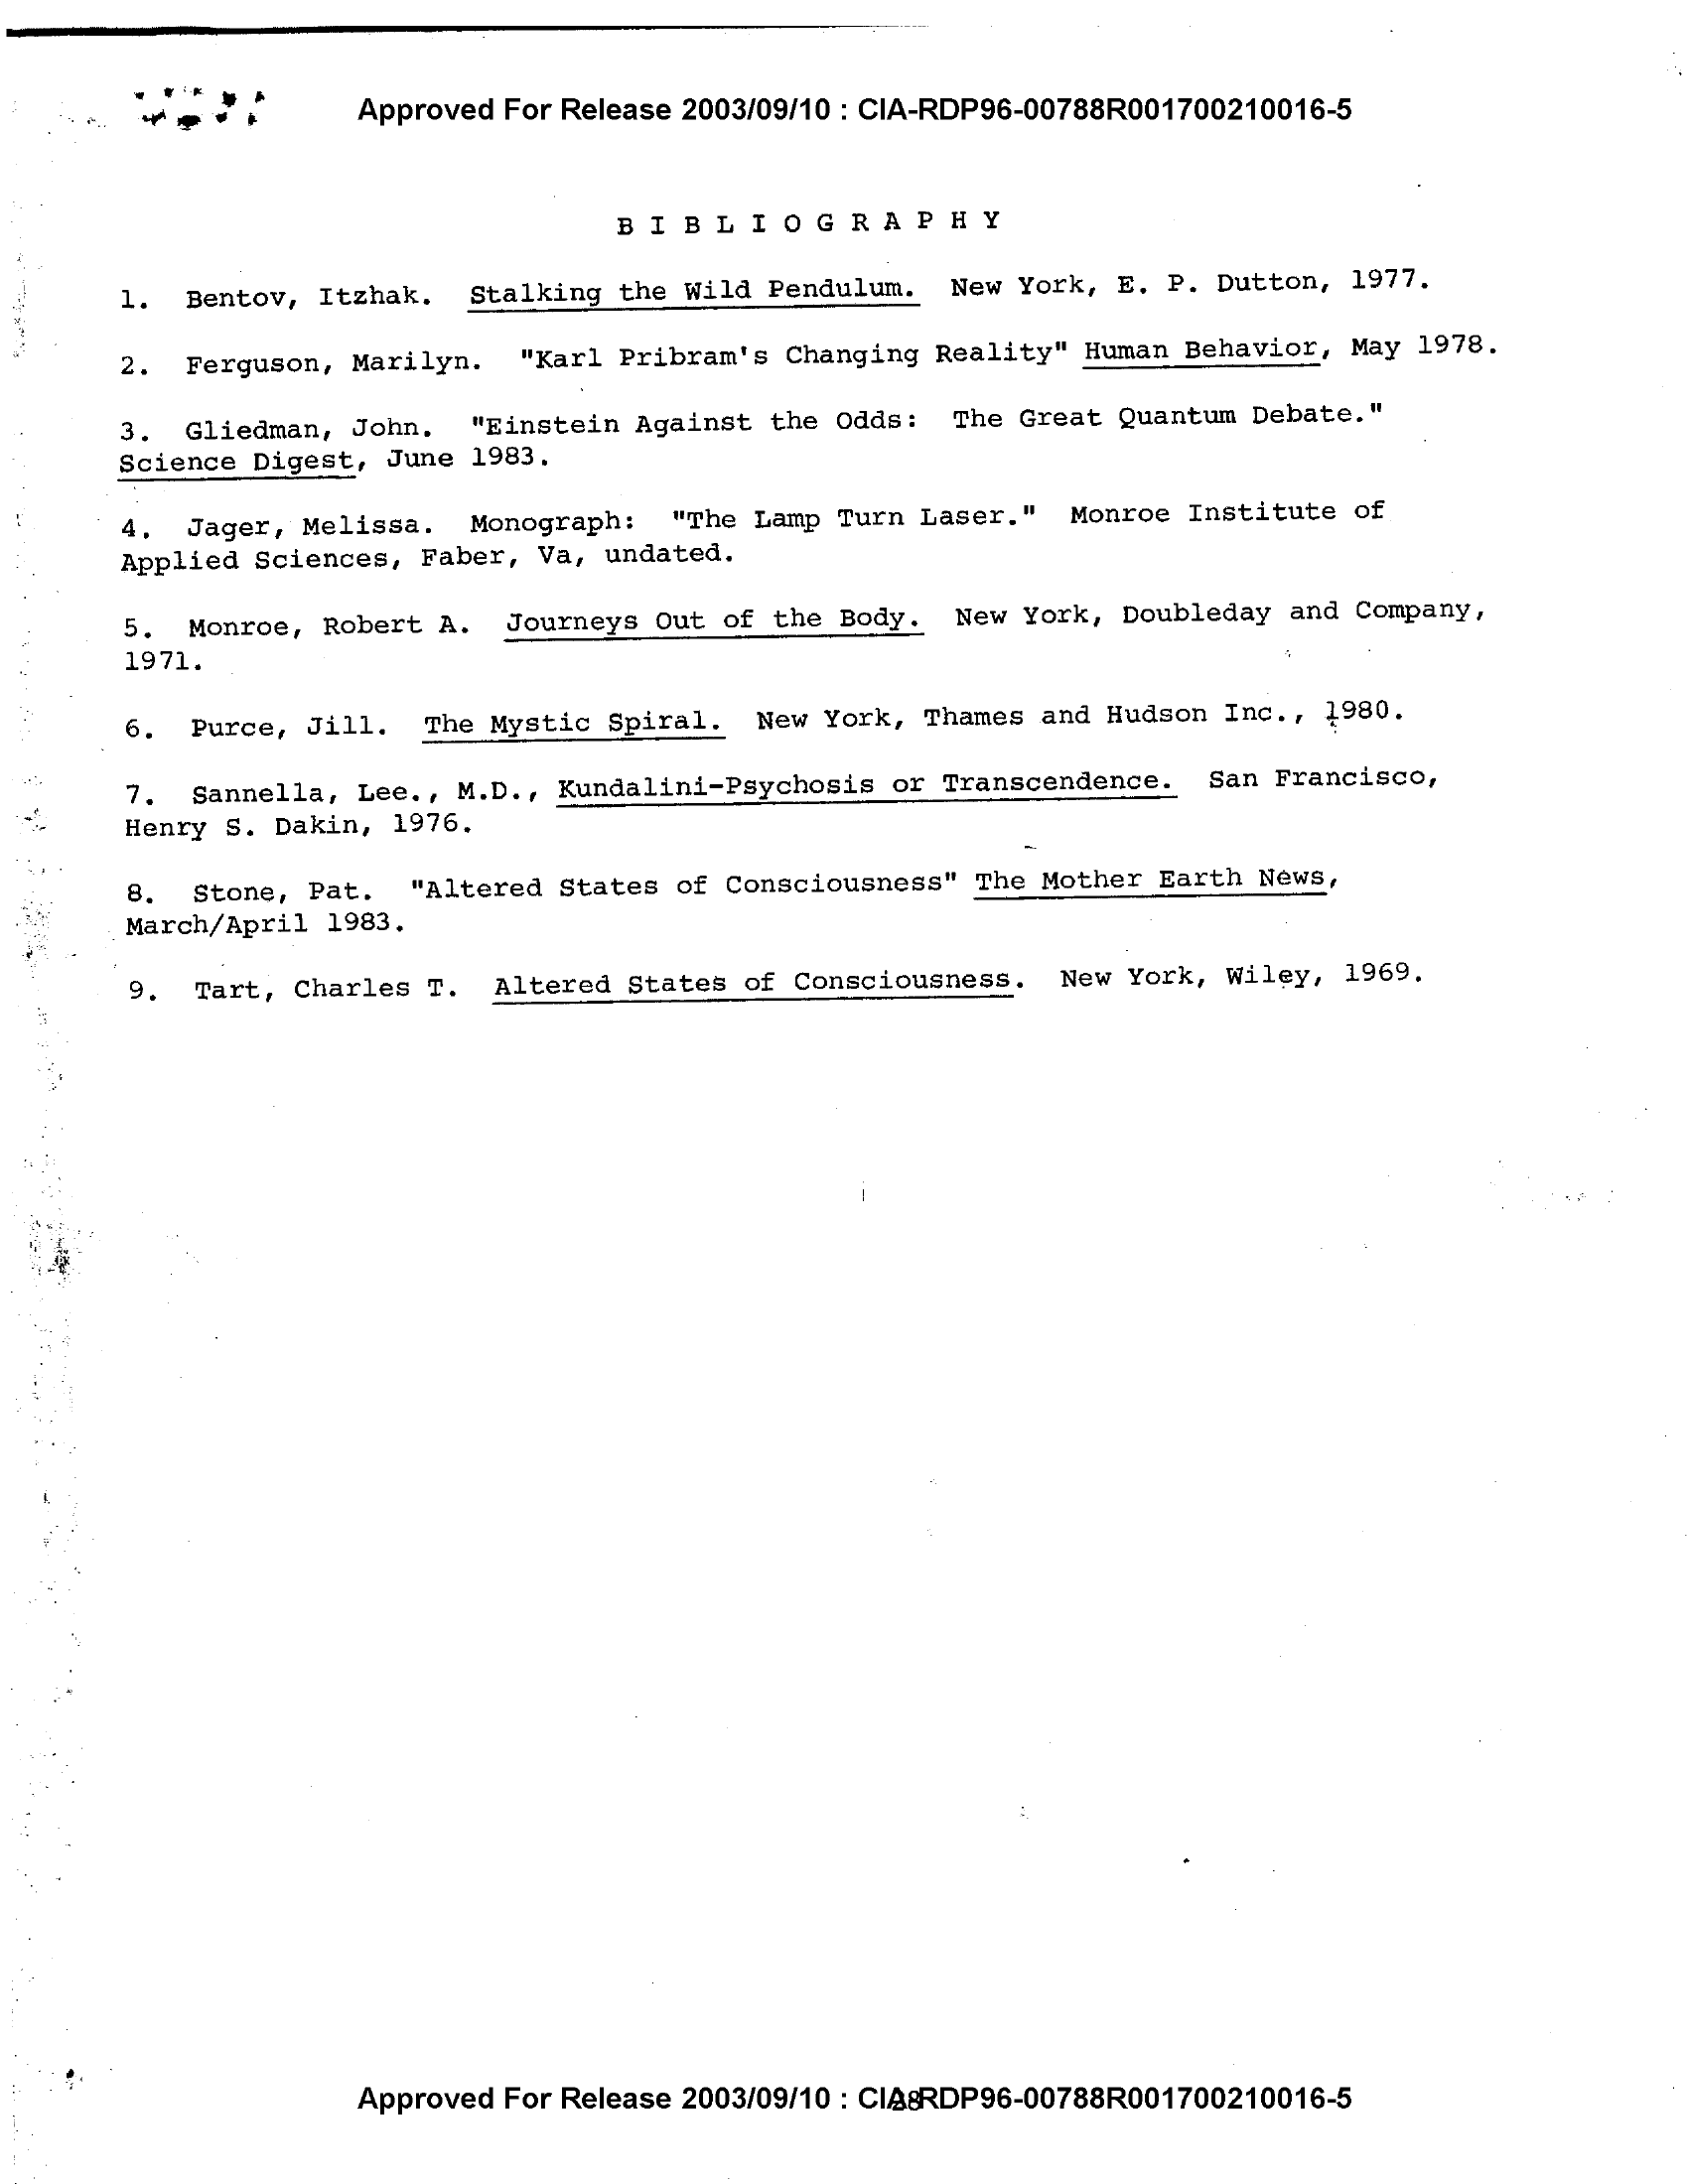 Approved For Release 2003/09/10 : CIA-RDP96-00788R001700210016-5
B I B L I O G R A P H Y
1. Bentov, Itzhak. Stalking the Wild Pendulum. New York, E. P. Dutton, 1977.
2. Ferguson, Marilyn. "Karl Pribram's Changing Reality" Human Behavior, May 1978.
3. Gliedman, John. "Einstein Against the Odds: The Great Quantum Debate."
Science Digest, June 1983.
4. Jager, Melissa. Monograph: "The Lamp Turn Laser." Monroe Institute of
Applied Sciences, Faber, Va, undated.
5. Monroe, Robert A. Journeys Out of the Body. New York, Doubleday and Company,
1971.
6. Purce, Jill. The Mystic Spiral. New York, Thames and Hudson Inc., 1980.
7. Sannella, Lee., M.D., Kundalini-Psychosis or Transcendence. San Francisco,
Henry S. Dakin, 1976.
8. Stone, Pat. "Altered States of Consciousness" The Mother Earth News,
March/April 1983.
9. Tart, Charles T. Altered States of Consciousness. New York, Wiley, 1969.
Approved For Release 2003/09/10 : CIA-RDP96-00788R001700210016-5